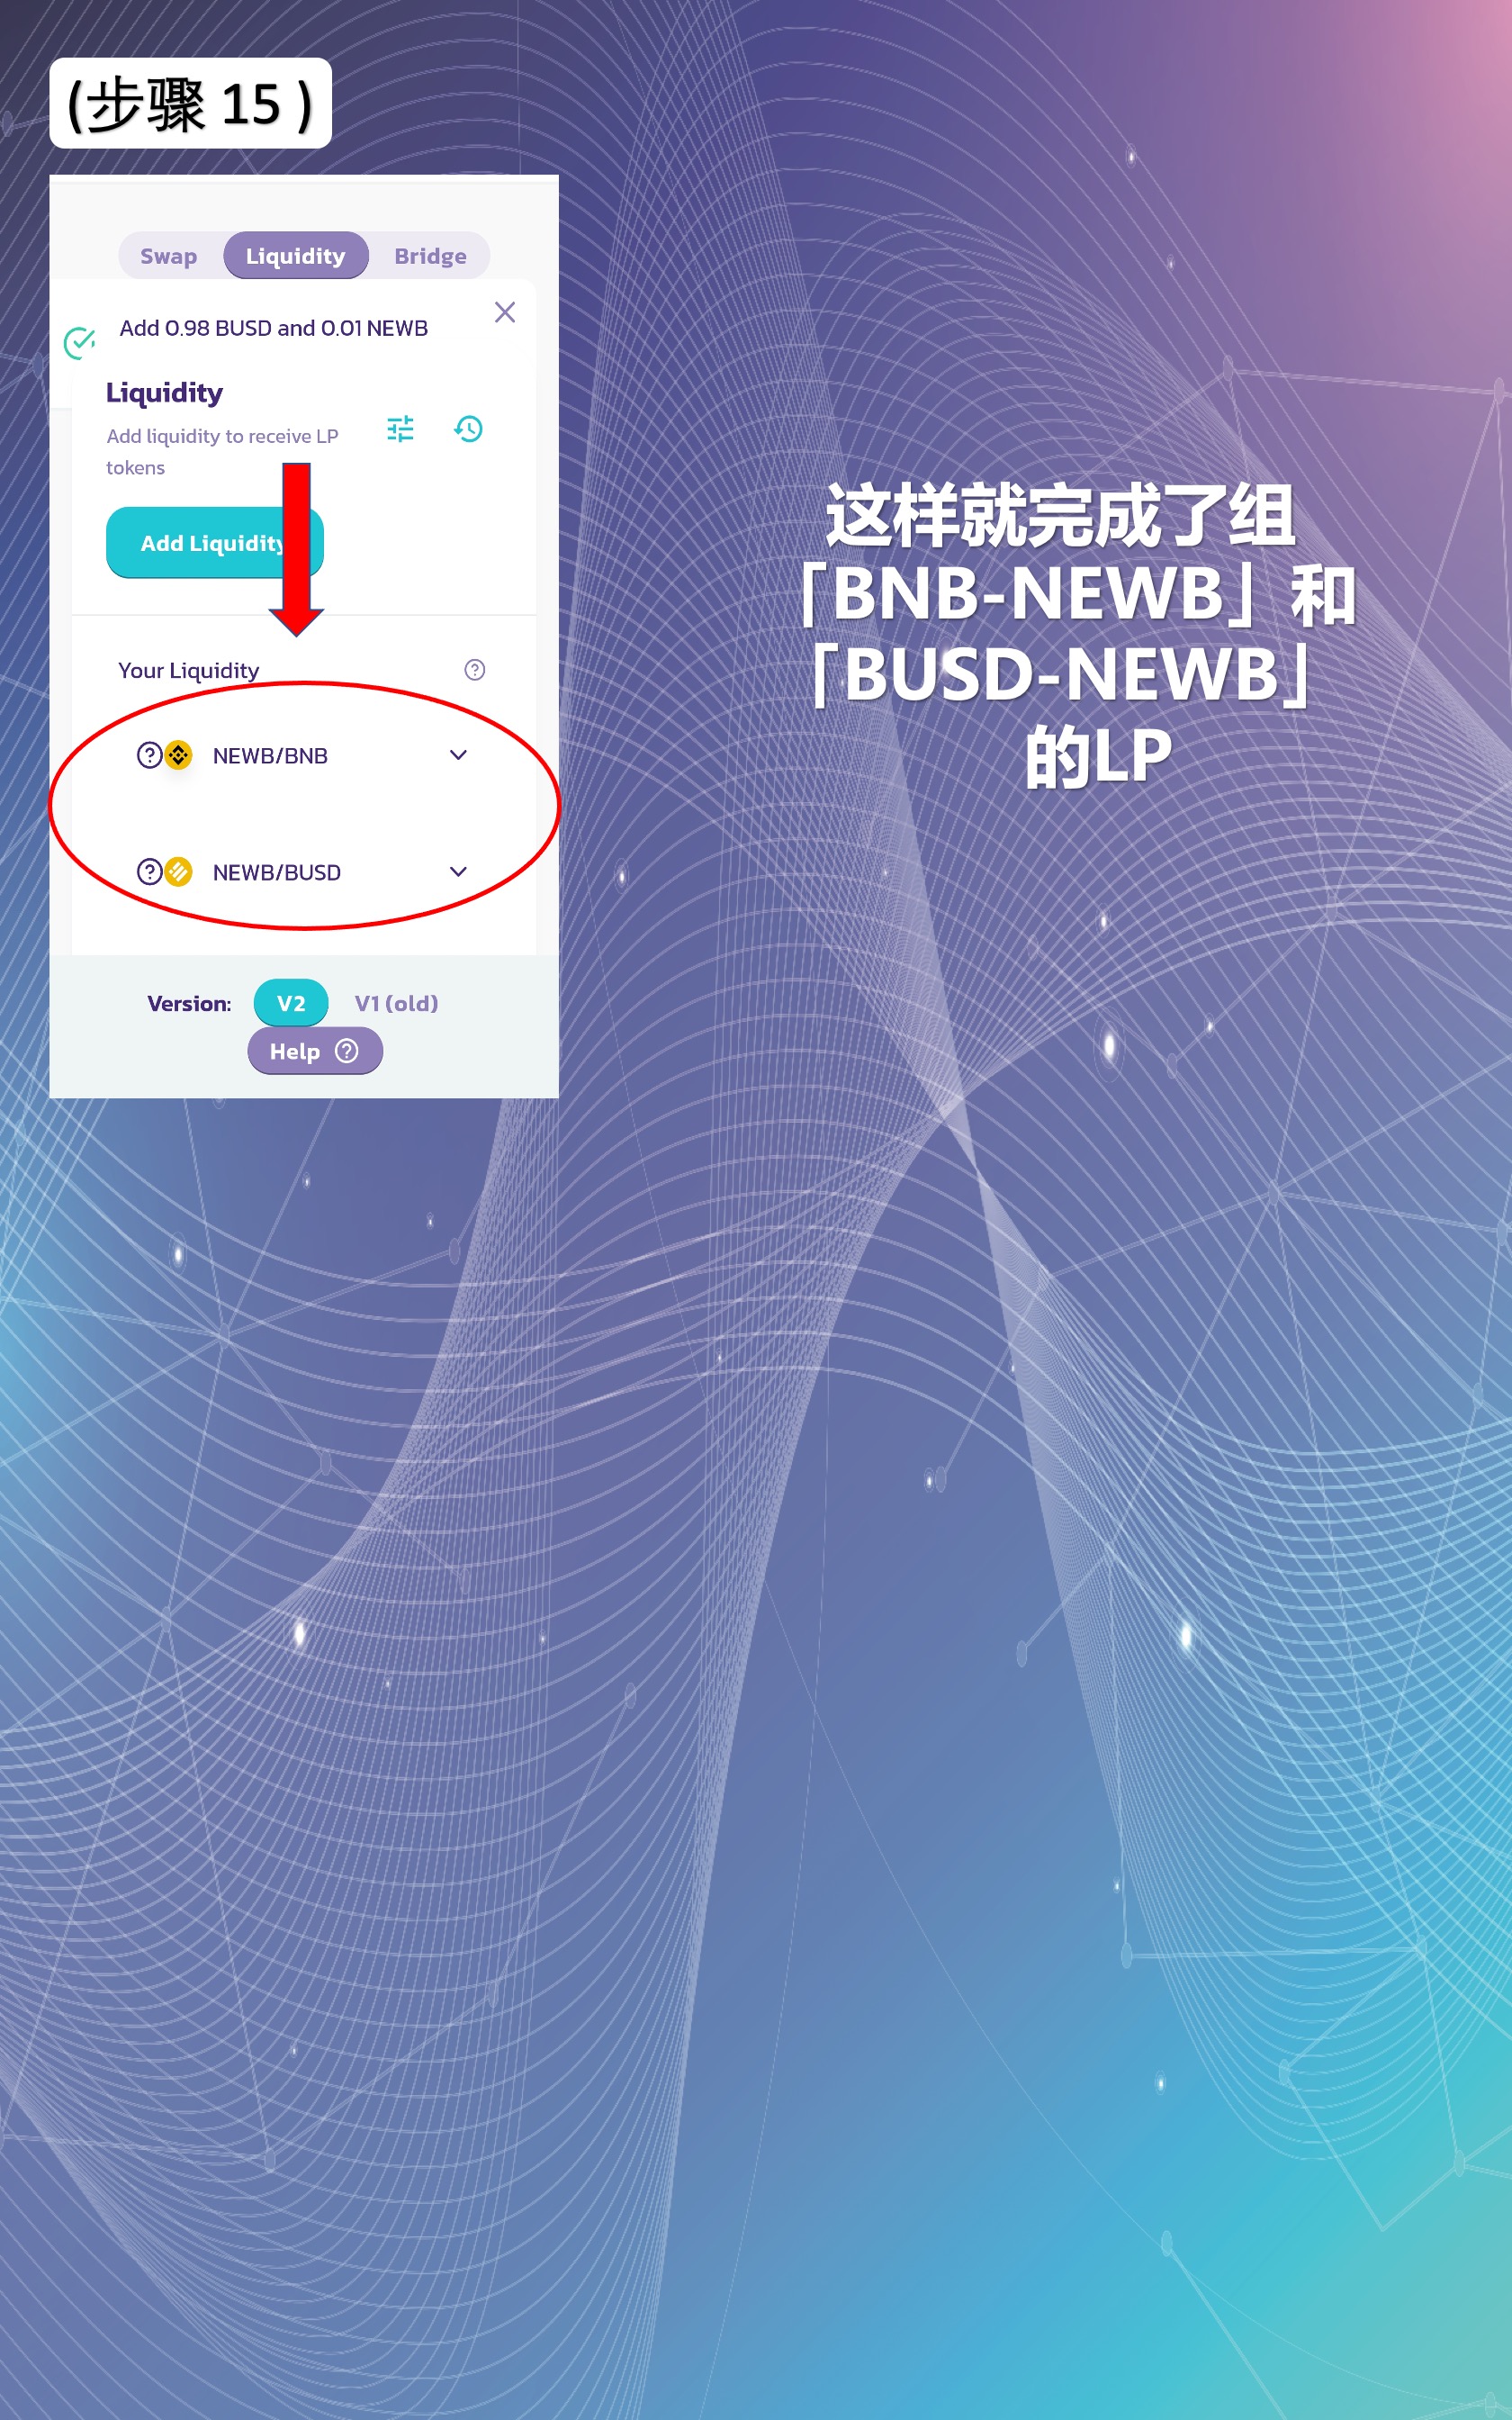 (步骤 15 )
Swap Liquidity Bridge
Add 0.98 BUSD and 0.01 NEWB
Liquidity
Add liquidity to receive LP
tokens
Add Liquidity
Your Liquidity
NEWB/BNB
NEWB/BUSD
Version: V2 V1 (old)
Help
这样就完成了组
「BNB-NEWB」和
「BUSD-NEWB」
的LP